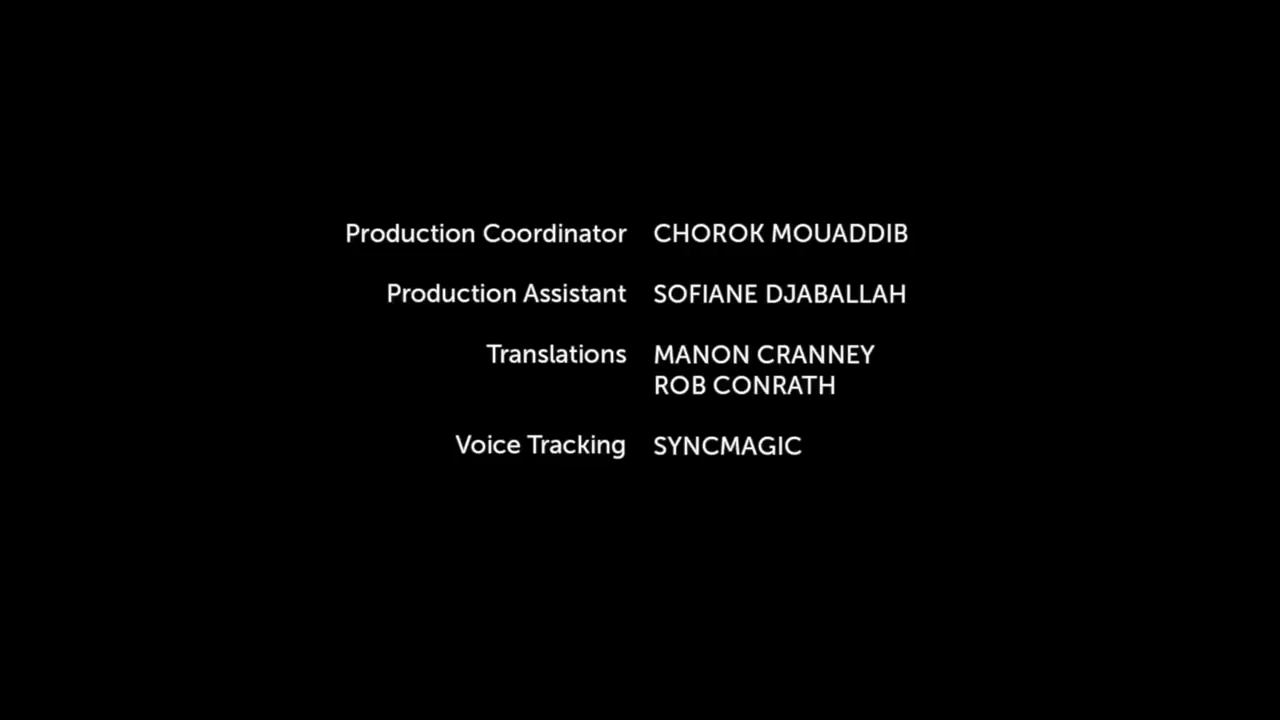 Production Coordinator CHOROK MOUADDIB
Production Assistant SOFIANE DJABALLAH
Translations MANON CRANNEY
ROB CONRATH
Voice Tracking SYNCMAGIC